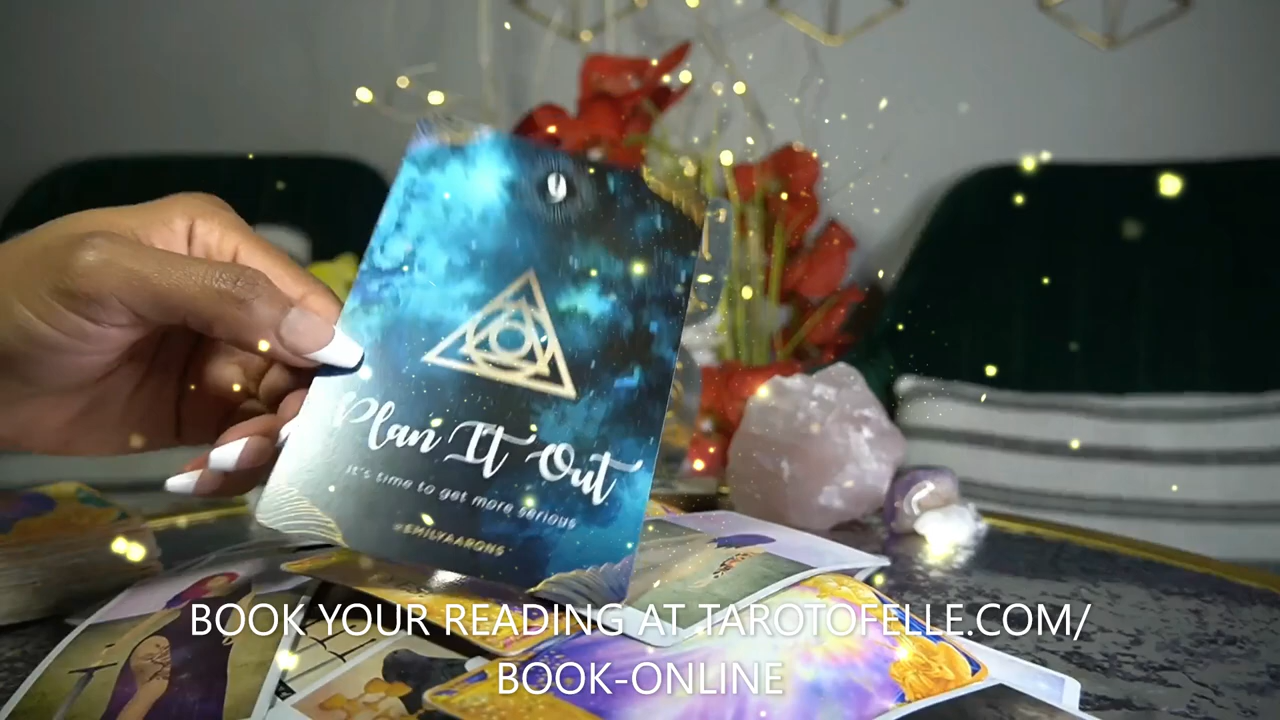 Plan It Out
It's time to get more serious
@EMILYAARONS
BOOK YOUR READING AT TAROTOFELLE.COM/
BOOK-ONLINE